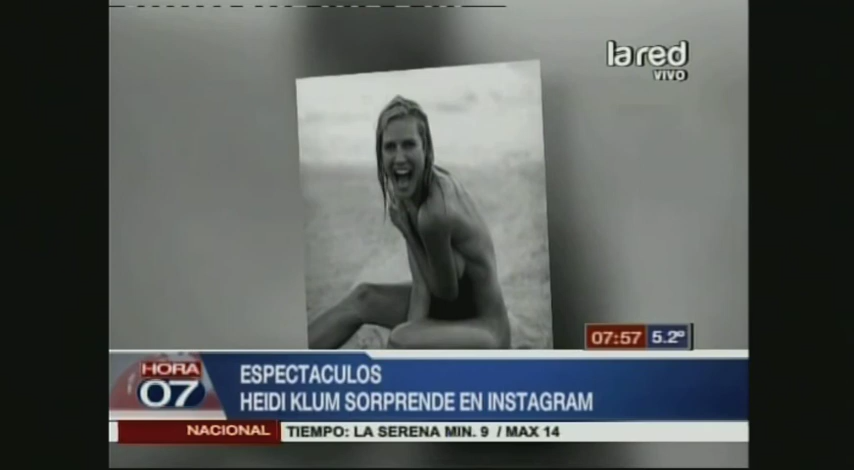 la red
VIVO
07:57 5.2º
HORA
07
ESPECTACULOS
HEIDI KLUM SORPRENDE EN INSTAGRAM
NACIONAL TIEMPO: LA SERENA MIN. 9 / MAX 14